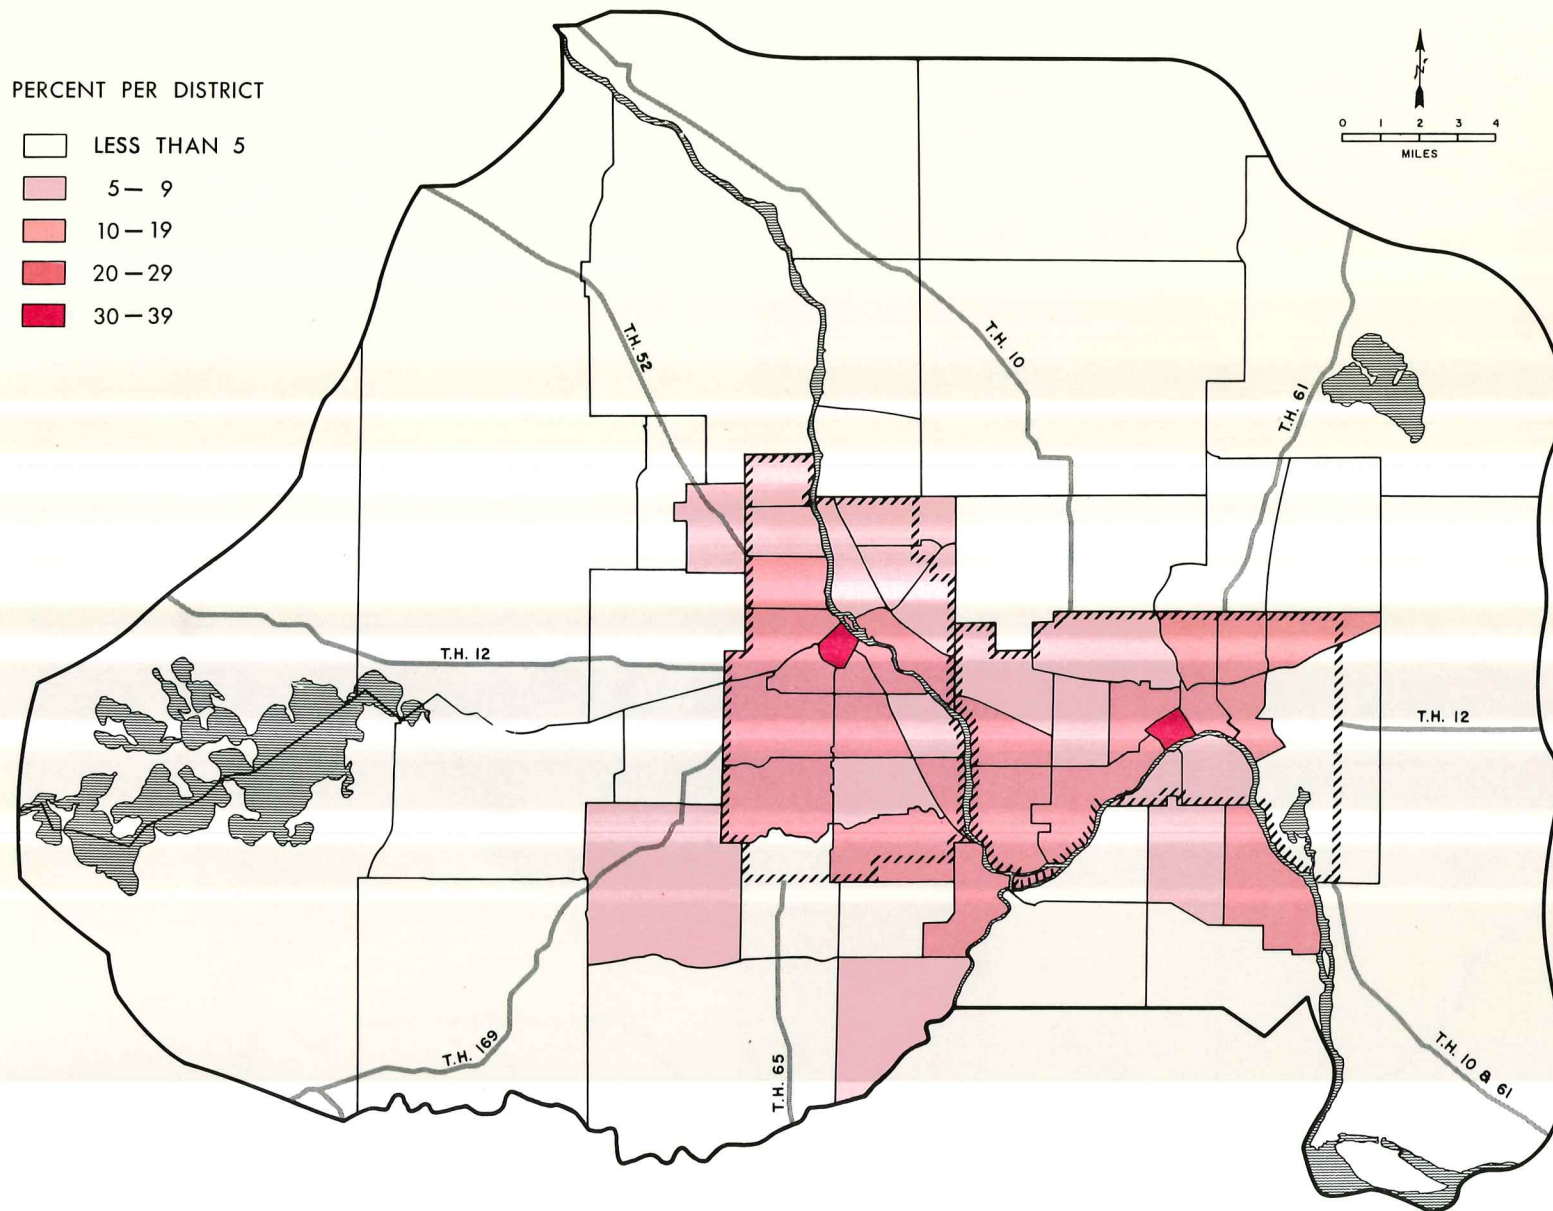 PERCENT PER DISTRICT
LESS THAN 5
5 — 9
10 — 19
20 — 29
30 — 39
N
0 1 2 3 4
MILES
T.H. 52
T.H. 10
T.H. 61
T.H. 12
T.H. 12
T.H. 169
T.H. 65
T.H. 10 & 61